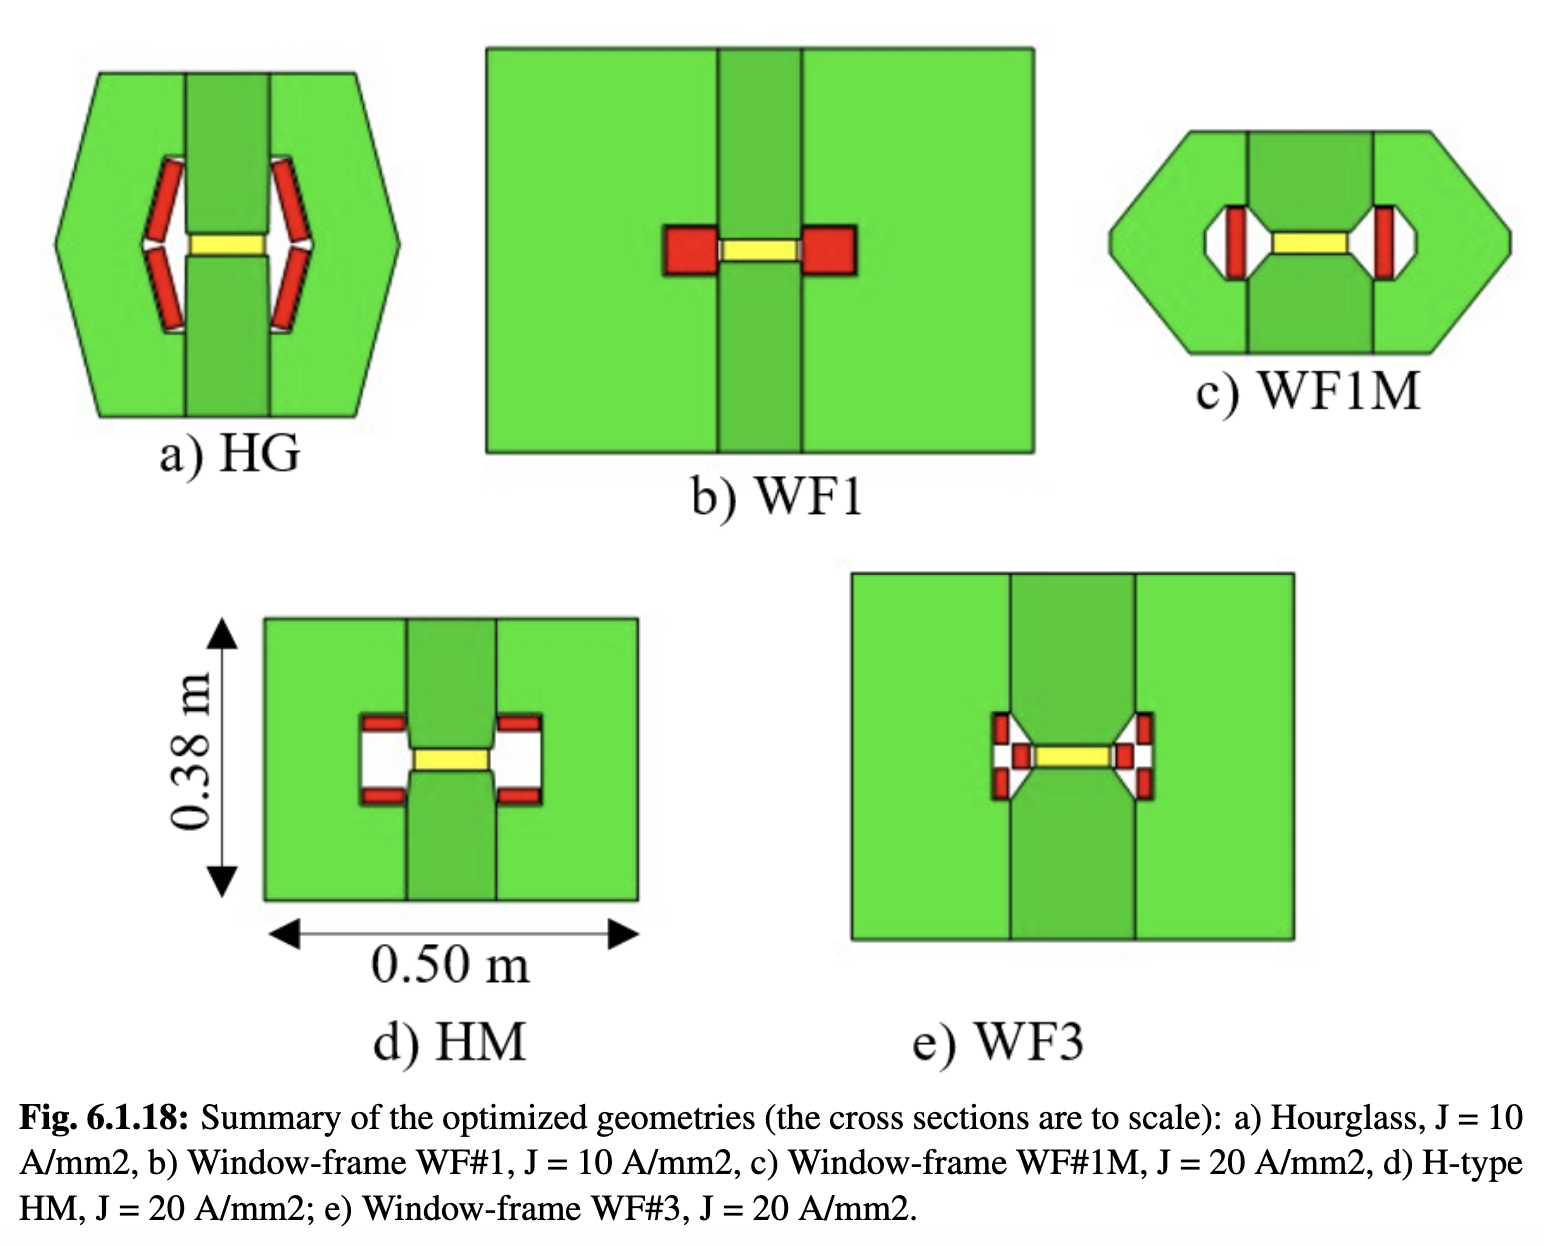 a) HG
b) WF1
c) WF1M
0.38 m
0.50 m
d) HM
e) WF3
Fig. 6.1.18: Summary of the optimized geometries (the cross sections are to scale): a) Hourglass, J = 10
A/mm2, b) Window-frame WF#1, J = 10 A/mm2, c) Window-frame WF#1M, J = 20 A/mm2, d) H-type
HM, J = 20 A/mm2; e) Window-frame WF#3, J = 20 A/mm2.